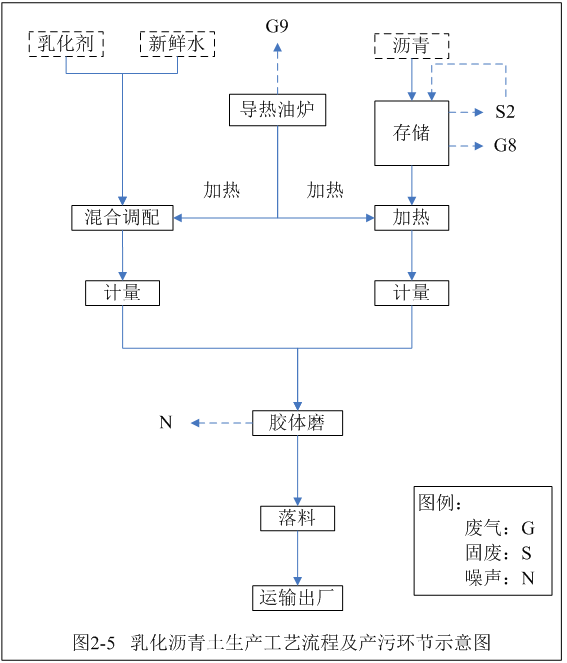 G9
乳化剂
新鲜水
沥青
导热油炉
存储
S2
G8
加热
加热
混合调配
加热
计量
计量
N
胶体磨
落料
运输出厂
图例：
废气：G
固废：S
噪声：N
图2-5 乳化沥青土生产工艺流程及产污环节示意图